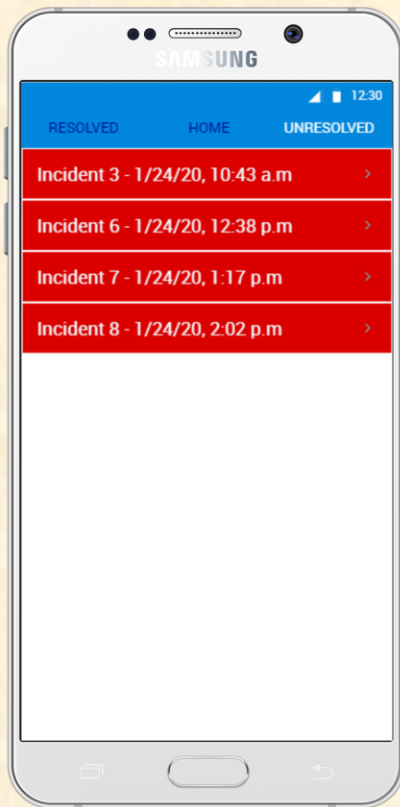 SAMSUNG
12:30
RESOLVED HOME UNRESOLVED
Incident 3 - 1/24/20, 10:43 a.m
Incident 6 - 1/24/20, 12:38 p.m
Incident 7 - 1/24/20, 1:17 p.m
Incident 8 - 1/24/20, 2:02 p.m